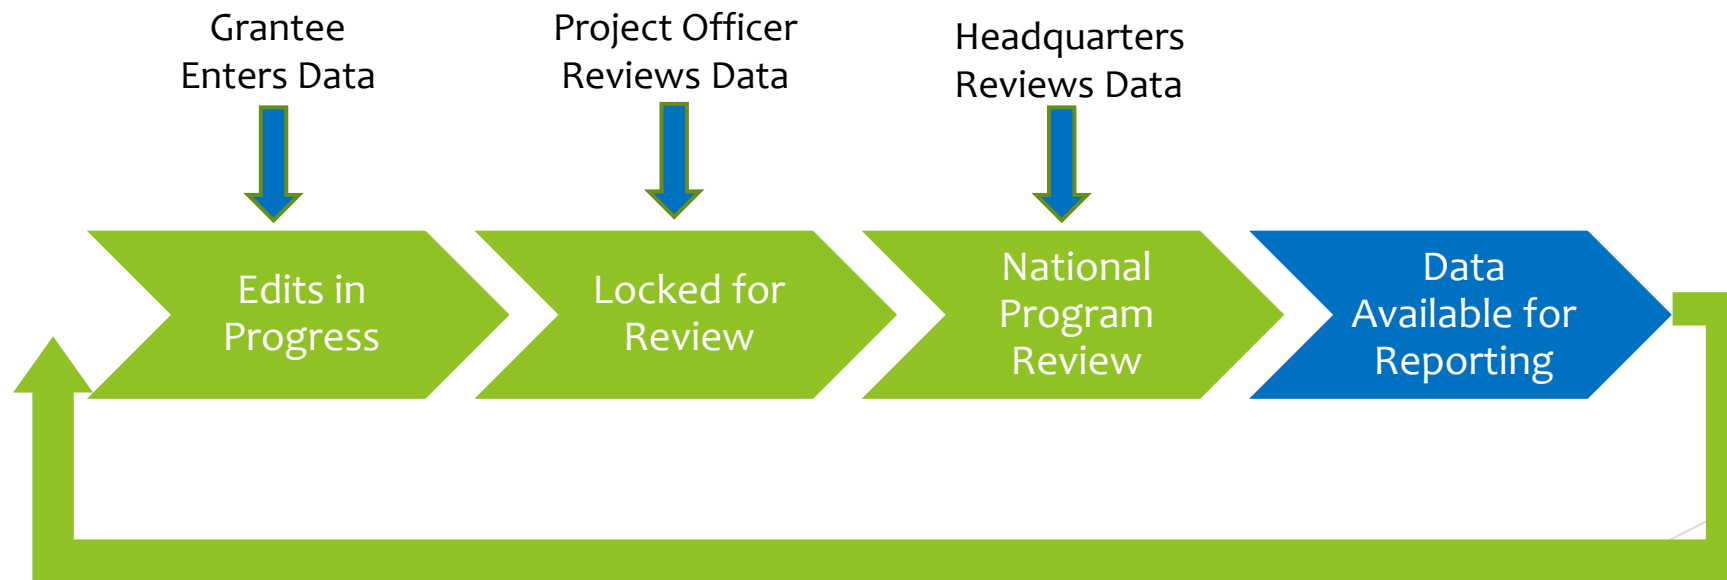 Grantee
Enters Data
Project Officer
Reviews Data
Headquarters
Reviews Data
Edits in
Progress
Locked for
Review
National
Program
Review
Data
Available for
Reporting